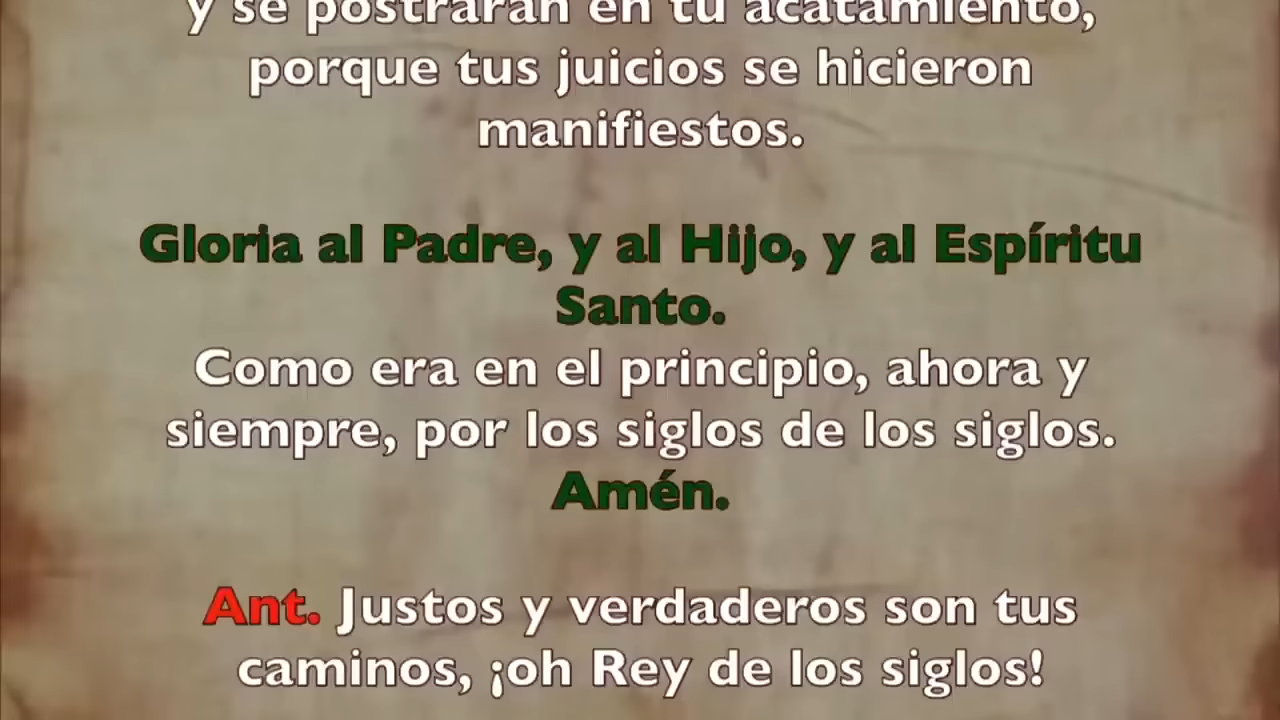 y se postrarán en tu acatamiento,
porque tus juicios se hicieron
manifiestos.
Gloria al Padre, y al Hijo, y al Espíritu
Santo.
Como era en el principio, ahora y
siempre, por los siglos de los siglos.
Amén.
Ant. Justos y verdaderos son tus
caminos, ¡oh Rey de los siglos!